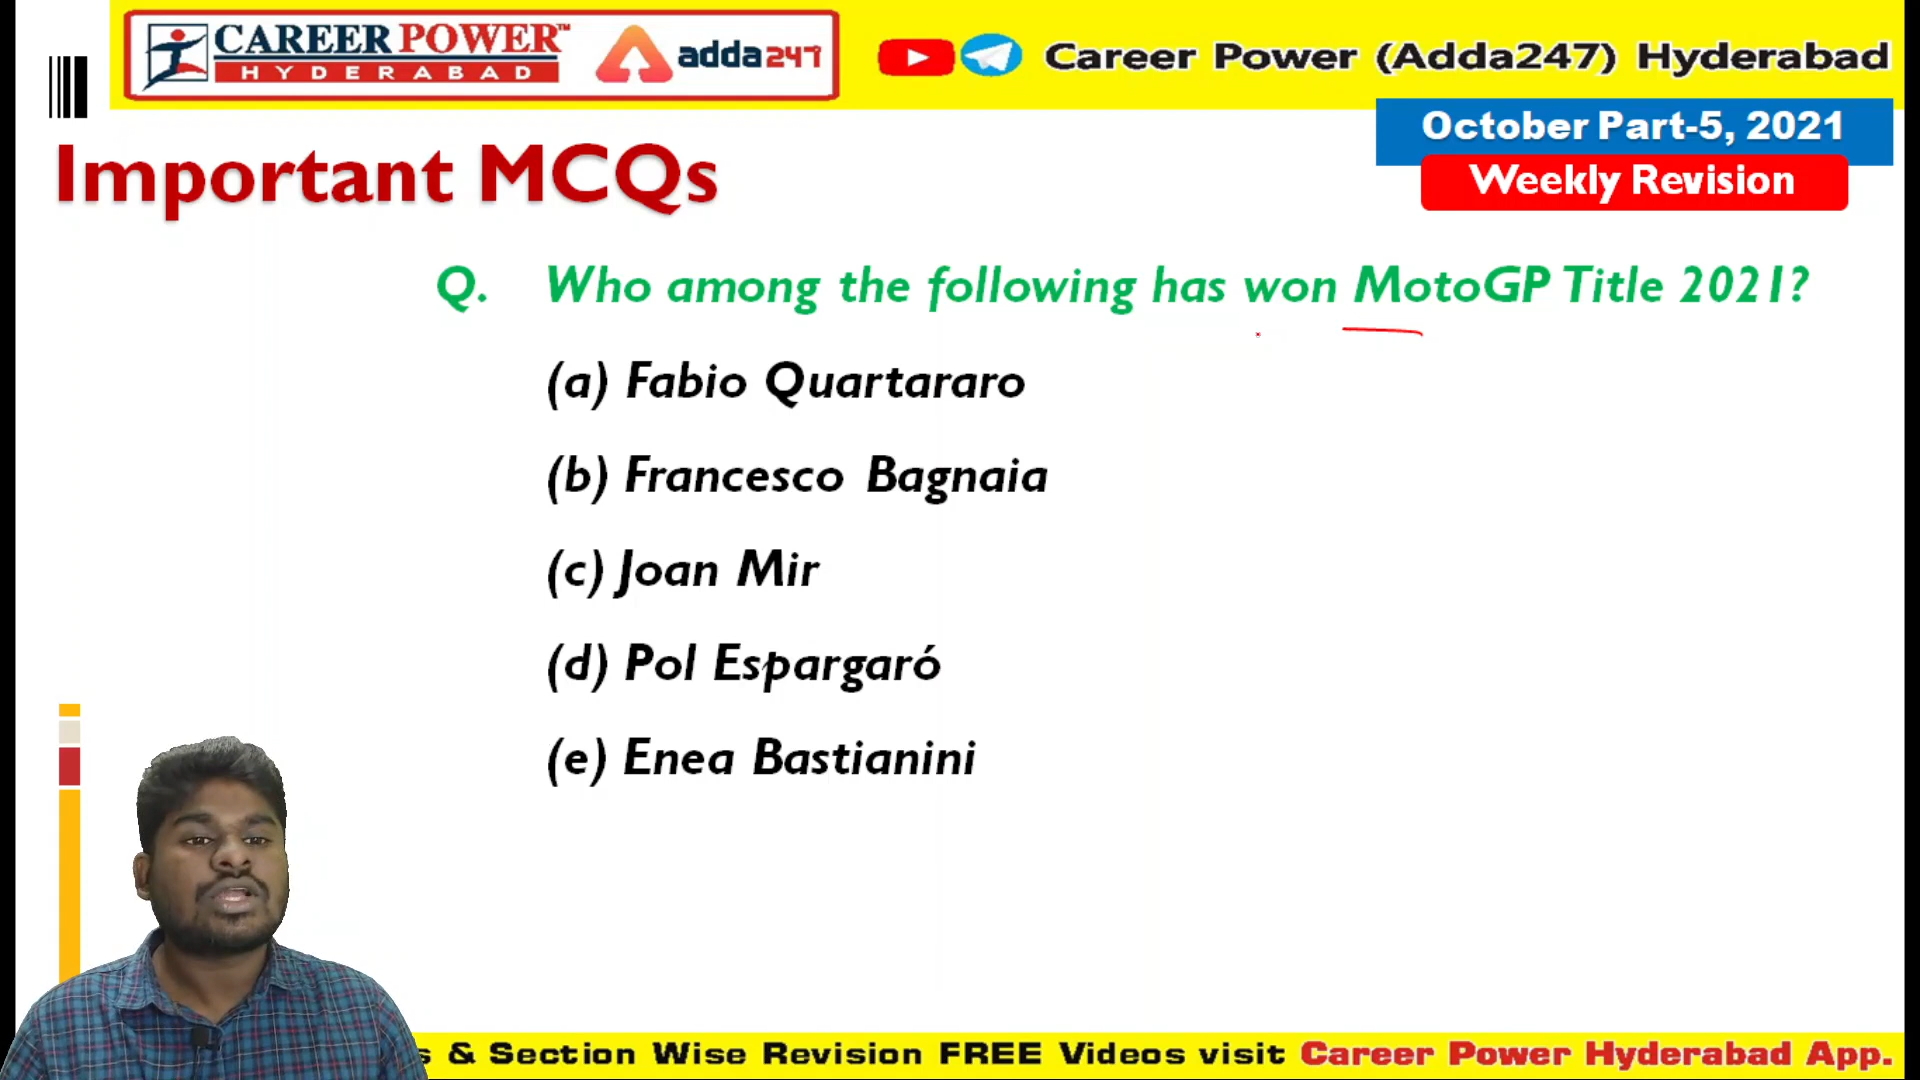 CAREER POWER™
HYDERABAD
adda247
Career Power (Adda247) Hyderabad
October Part-5, 2021
Weekly Revision
Important MCQs
Q. Who among the following has won MotoGP Title 2021?
(a) Fabio Quartararo
(b) Francesco Bagnaia
(c) Joan Mir
(d) Pol Espargaró
(e) Enea Bastianini
& Section Wise Revision FREE Videos visit Career Power Hyderabad App.